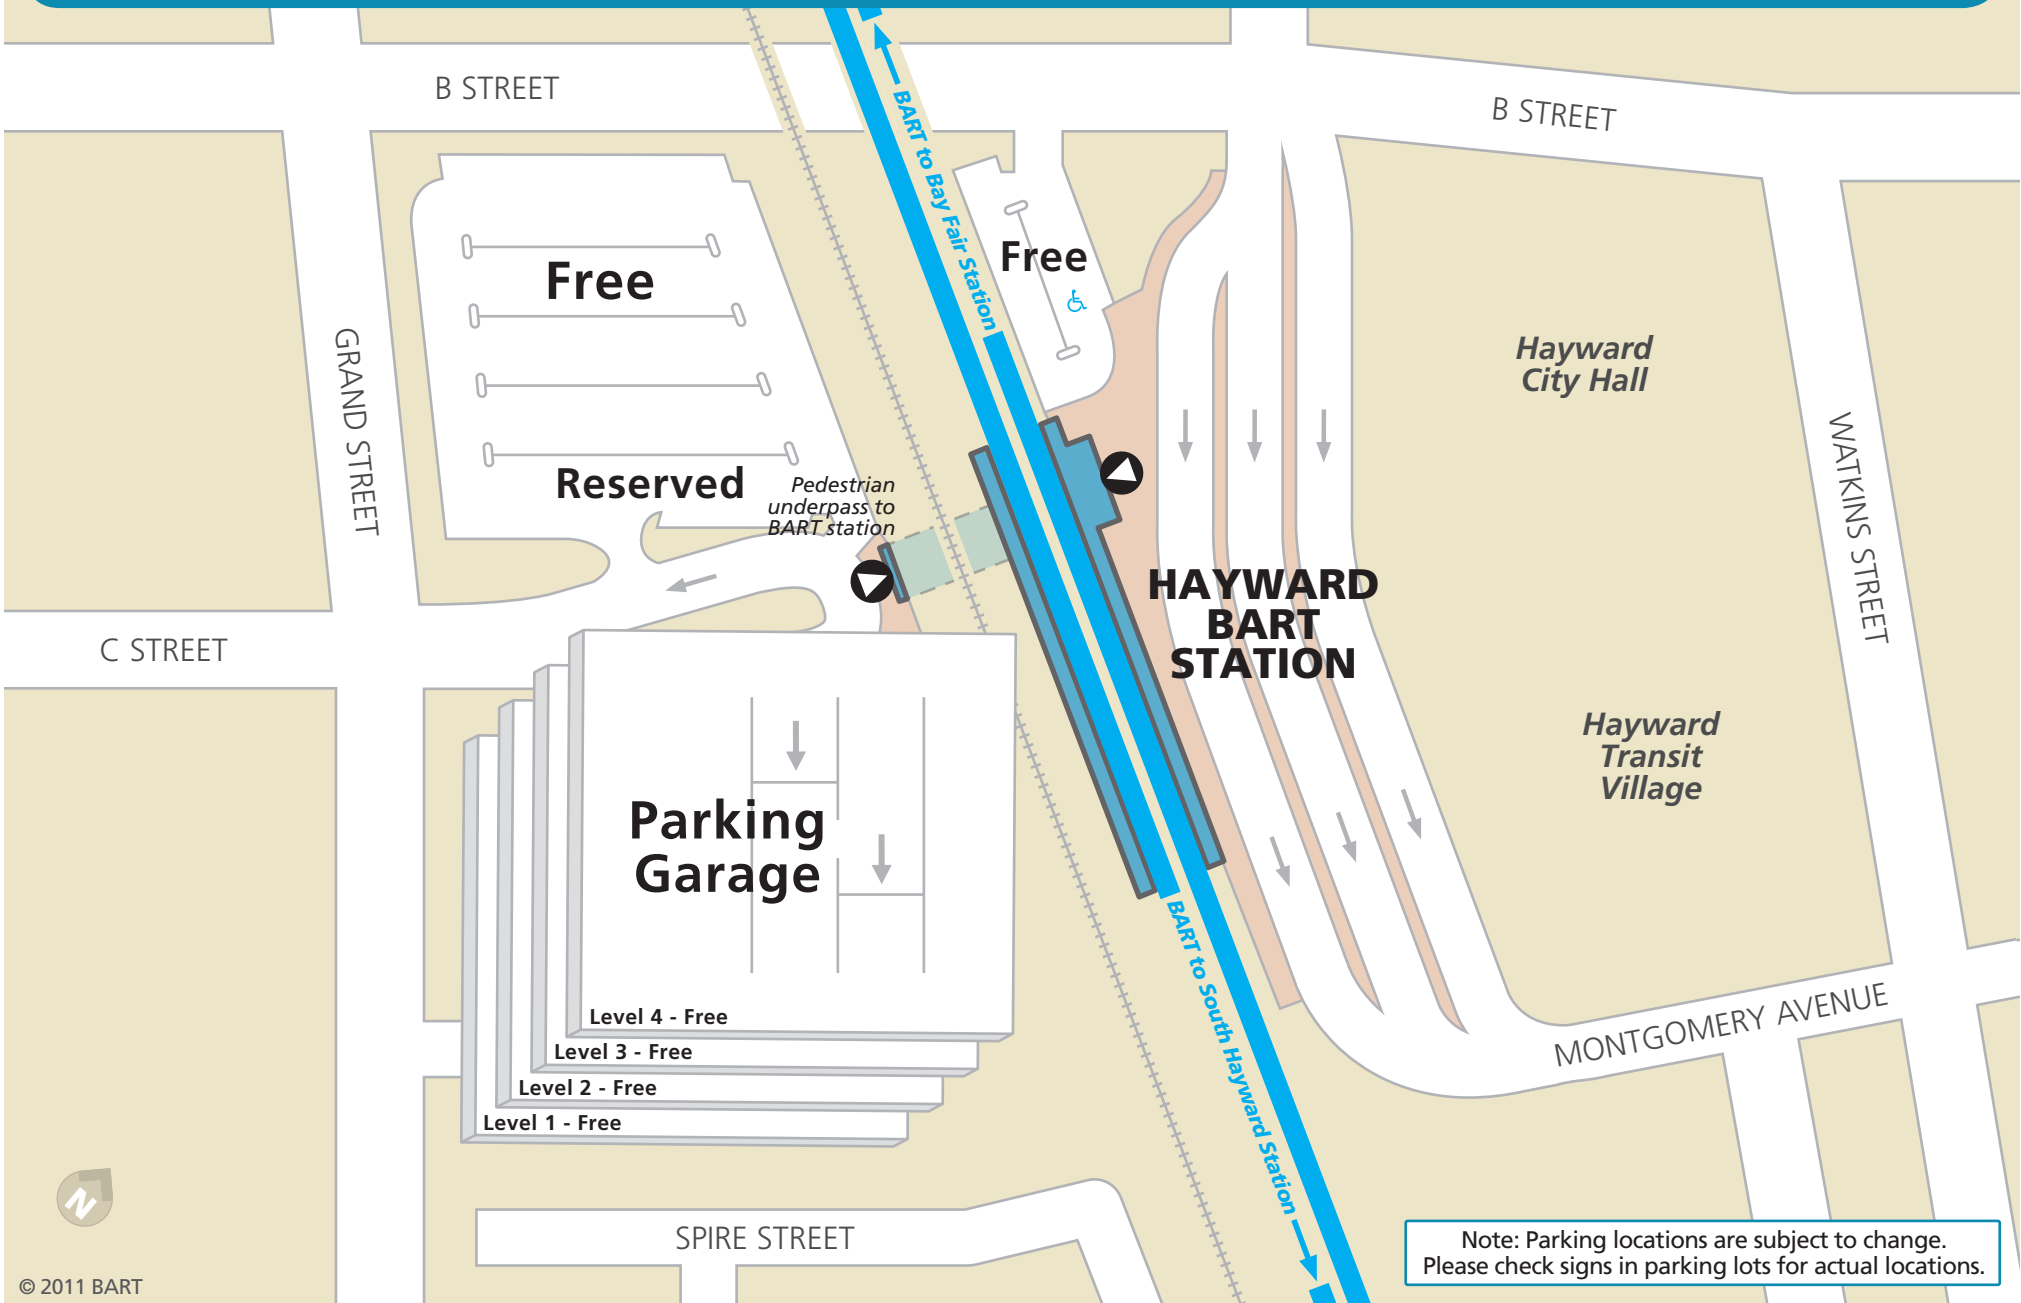 B STREET
B STREET
BART to Bay Fair Station
Free
Free
GRAND STREET
Hayward
City Hall
WATKINS STREET
Reserved
Pedestrian
underpass to
BART station
HAYWARD
BART
STATION
C STREET
Hayward
Transit
Village
Parking
Garage
BART to South Hayward Station
MONTGOMERY AVENUE
Level 4 - Free
Level 3 - Free
Level 2 - Free
Level 1 - Free
N
SPIRE STREET
Note: Parking locations are subject to change.
Please check signs in parking lots for actual locations.
© 2011 BART